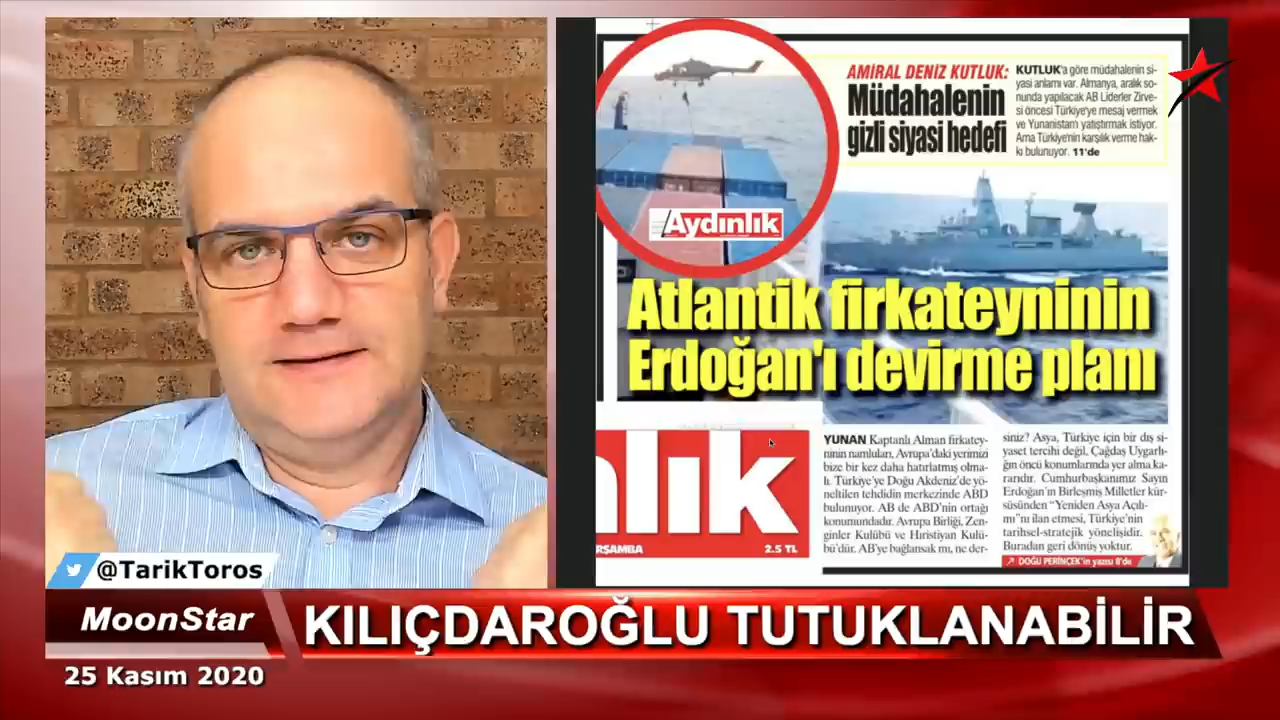 AMİRAL DENİZ KUTLUK:
Müdahalenin
gizli siyasi hedefi
KUTLUK'a göre müdahalenin si-
yasi anlamı var. Almanya, aralık so-
nunda yapılacak AB Liderler Zirve-
si öncesi Türkiye'ye mesaj vermek
ve Yunanistan'ı yatıştırmak istiyor.
Ama Türkiye'nin karşılık verme hak-
kı bulunuyor. 11'de
Aydınlık
Atlantik firkateyninin
Erdoğan'ı devirme planı
nlık
RŞAMBA
2.5 TL
YUNAN Kaptanlı Alman firkatey-
ninin namluları, Avrupa'daki yerimizi
bize bir kez daha hatırlatmış olma-
lı. Türkiye'ye Doğu Akdeniz'de yö-
neltilen tehdidin merkezinde ABD
bulunuyor. AB de ABD'nin ortağı
konumundadır. Avrupa Birliği, Zen-
ginler Kulübü ve Hıristiyan Kulü-
bü'dür. AB'ye bağlansak mı, ne der-
siniz? Asya, Türkiye için bir dış si-
yaset tercihi değil, Çağdaş Uygarlı-
ğın öncü konumlarında yer alma ka-
rarıdır. Cumhurbaşkanımız Sayın
Erdoğan'ın Birleşmiş Milletler kür-
süsünden "Yeniden Asya Açılı-
mı"nı ilan etmesi, Türkiye'nin
tarihsel-stratejik yönelişidir.
Buradan geri dönüş yoktur.
DOĞU PERİNÇEK'in yazısı 8'de
@TarikToros
MoonStar
KILIÇDAROĞLU TUTUKLANABİLİR
25 Kasım 2020